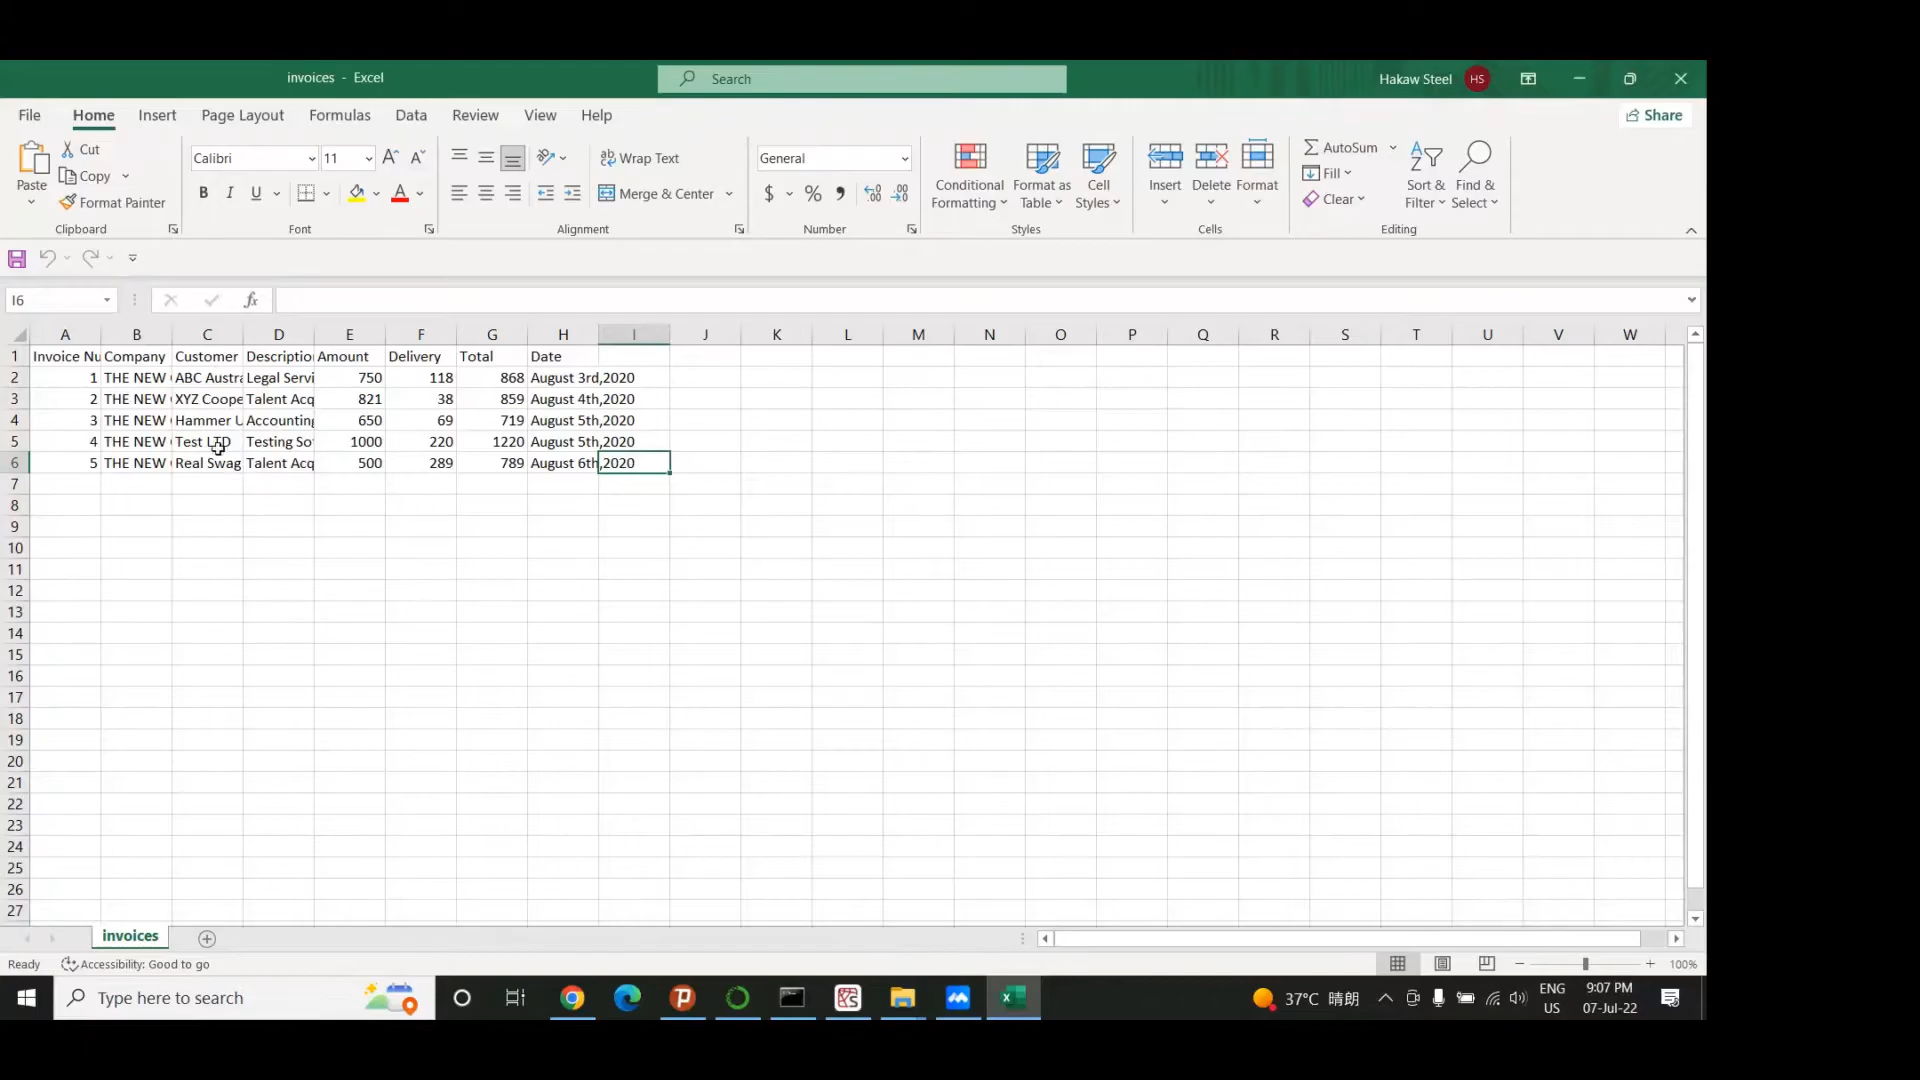 invoices - Excel
Search
Hakaw Steel HS
File Home Insert Page Layout Formulas Data Review View Help Share
Paste
Cut
Copy
Format Painter
Clipboard
Calibri 11
B I U
Font
Wrap Text
Merge & Center
Alignment
General
$ %
Number
Conditional Formatting
Format as Table
Cell Styles
Styles
Insert Delete Format
Cells
AutoSum
Fill
Clear
Sort & Filter
Find & Select
Editing
I6 fx
A B C D E F G H I J K L M N O P Q R S T U V W
1 Invoice Nu Company Customer Descriptio Amount Delivery Total Date
2 1 THE NEW ABC Austra Legal Servi 750 118 868 August 3rd,2020
3 2 THE NEW XYZ Coope Talent Acq 821 38 859 August 4th,2020
4 3 THE NEW Hammer U Accounting 650 69 719 August 5th,2020
5 4 THE NEW Test LTD Testing So 1000 220 1220 August 5th,2020
6 5 THE NEW Real Swag Talent Acq 500 289 789 August 6th,2020
7
8
9
10
11
12
13
14
15
16
17
18
19
20
21
22
23
24
25
26
27
invoices
Ready Accessibility: Good to go 100%
Type here to search
37°C 晴朗
ENG
US
9:07 PM
07-Jul-22